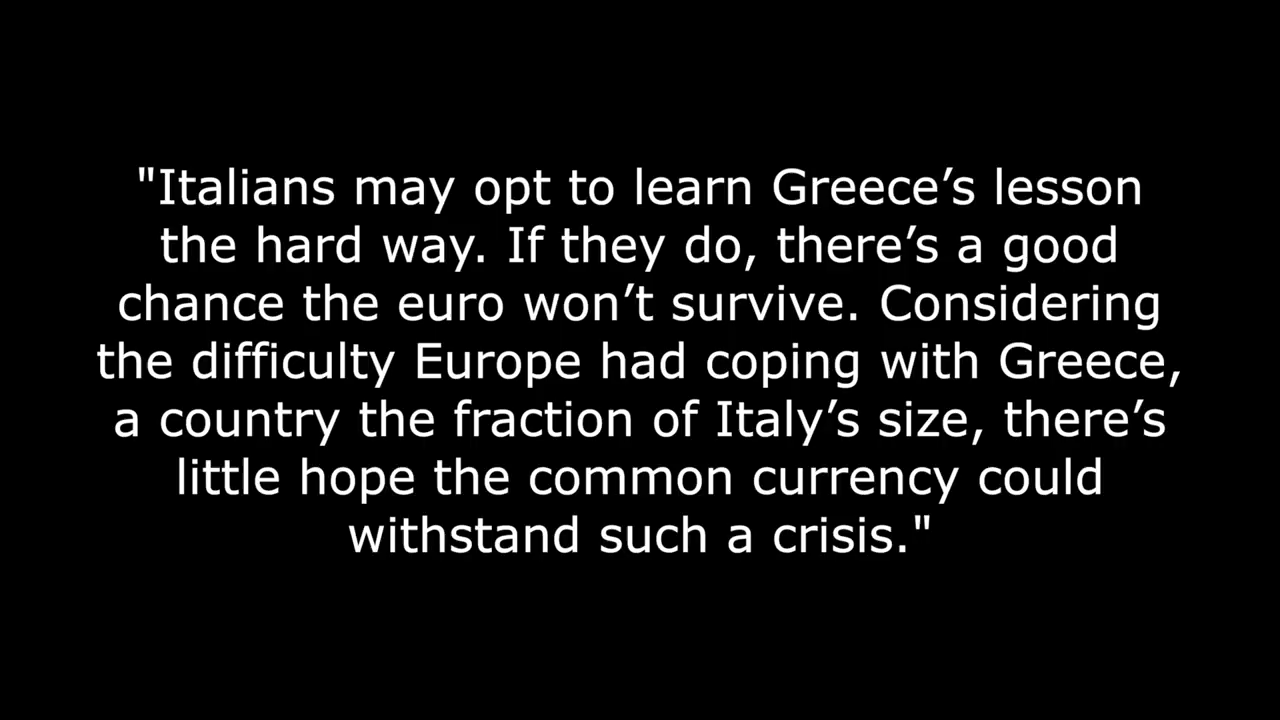 "Italians may opt to learn Greece’s lesson
the hard way. If they do, there’s a good
chance the euro won’t survive. Considering
the difficulty Europe had coping with Greece,
a country the fraction of Italy’s size, there’s
little hope the common currency could
withstand such a crisis."